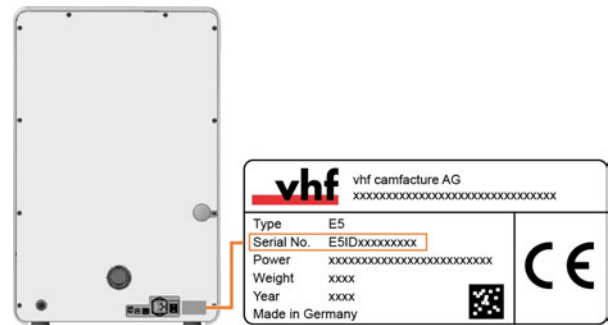 vhf vhf camfacture AG
xxxxxxxxxxxxxxxxxxxxxxxxxxxxxxxx
Type E5
Serial No. E5IDxxxxxxxxx
Power xxxxxxxxxxxxxxxxxxxxxxxxxx
Weight xxxx
Year xxxx
Made in Germany
CE